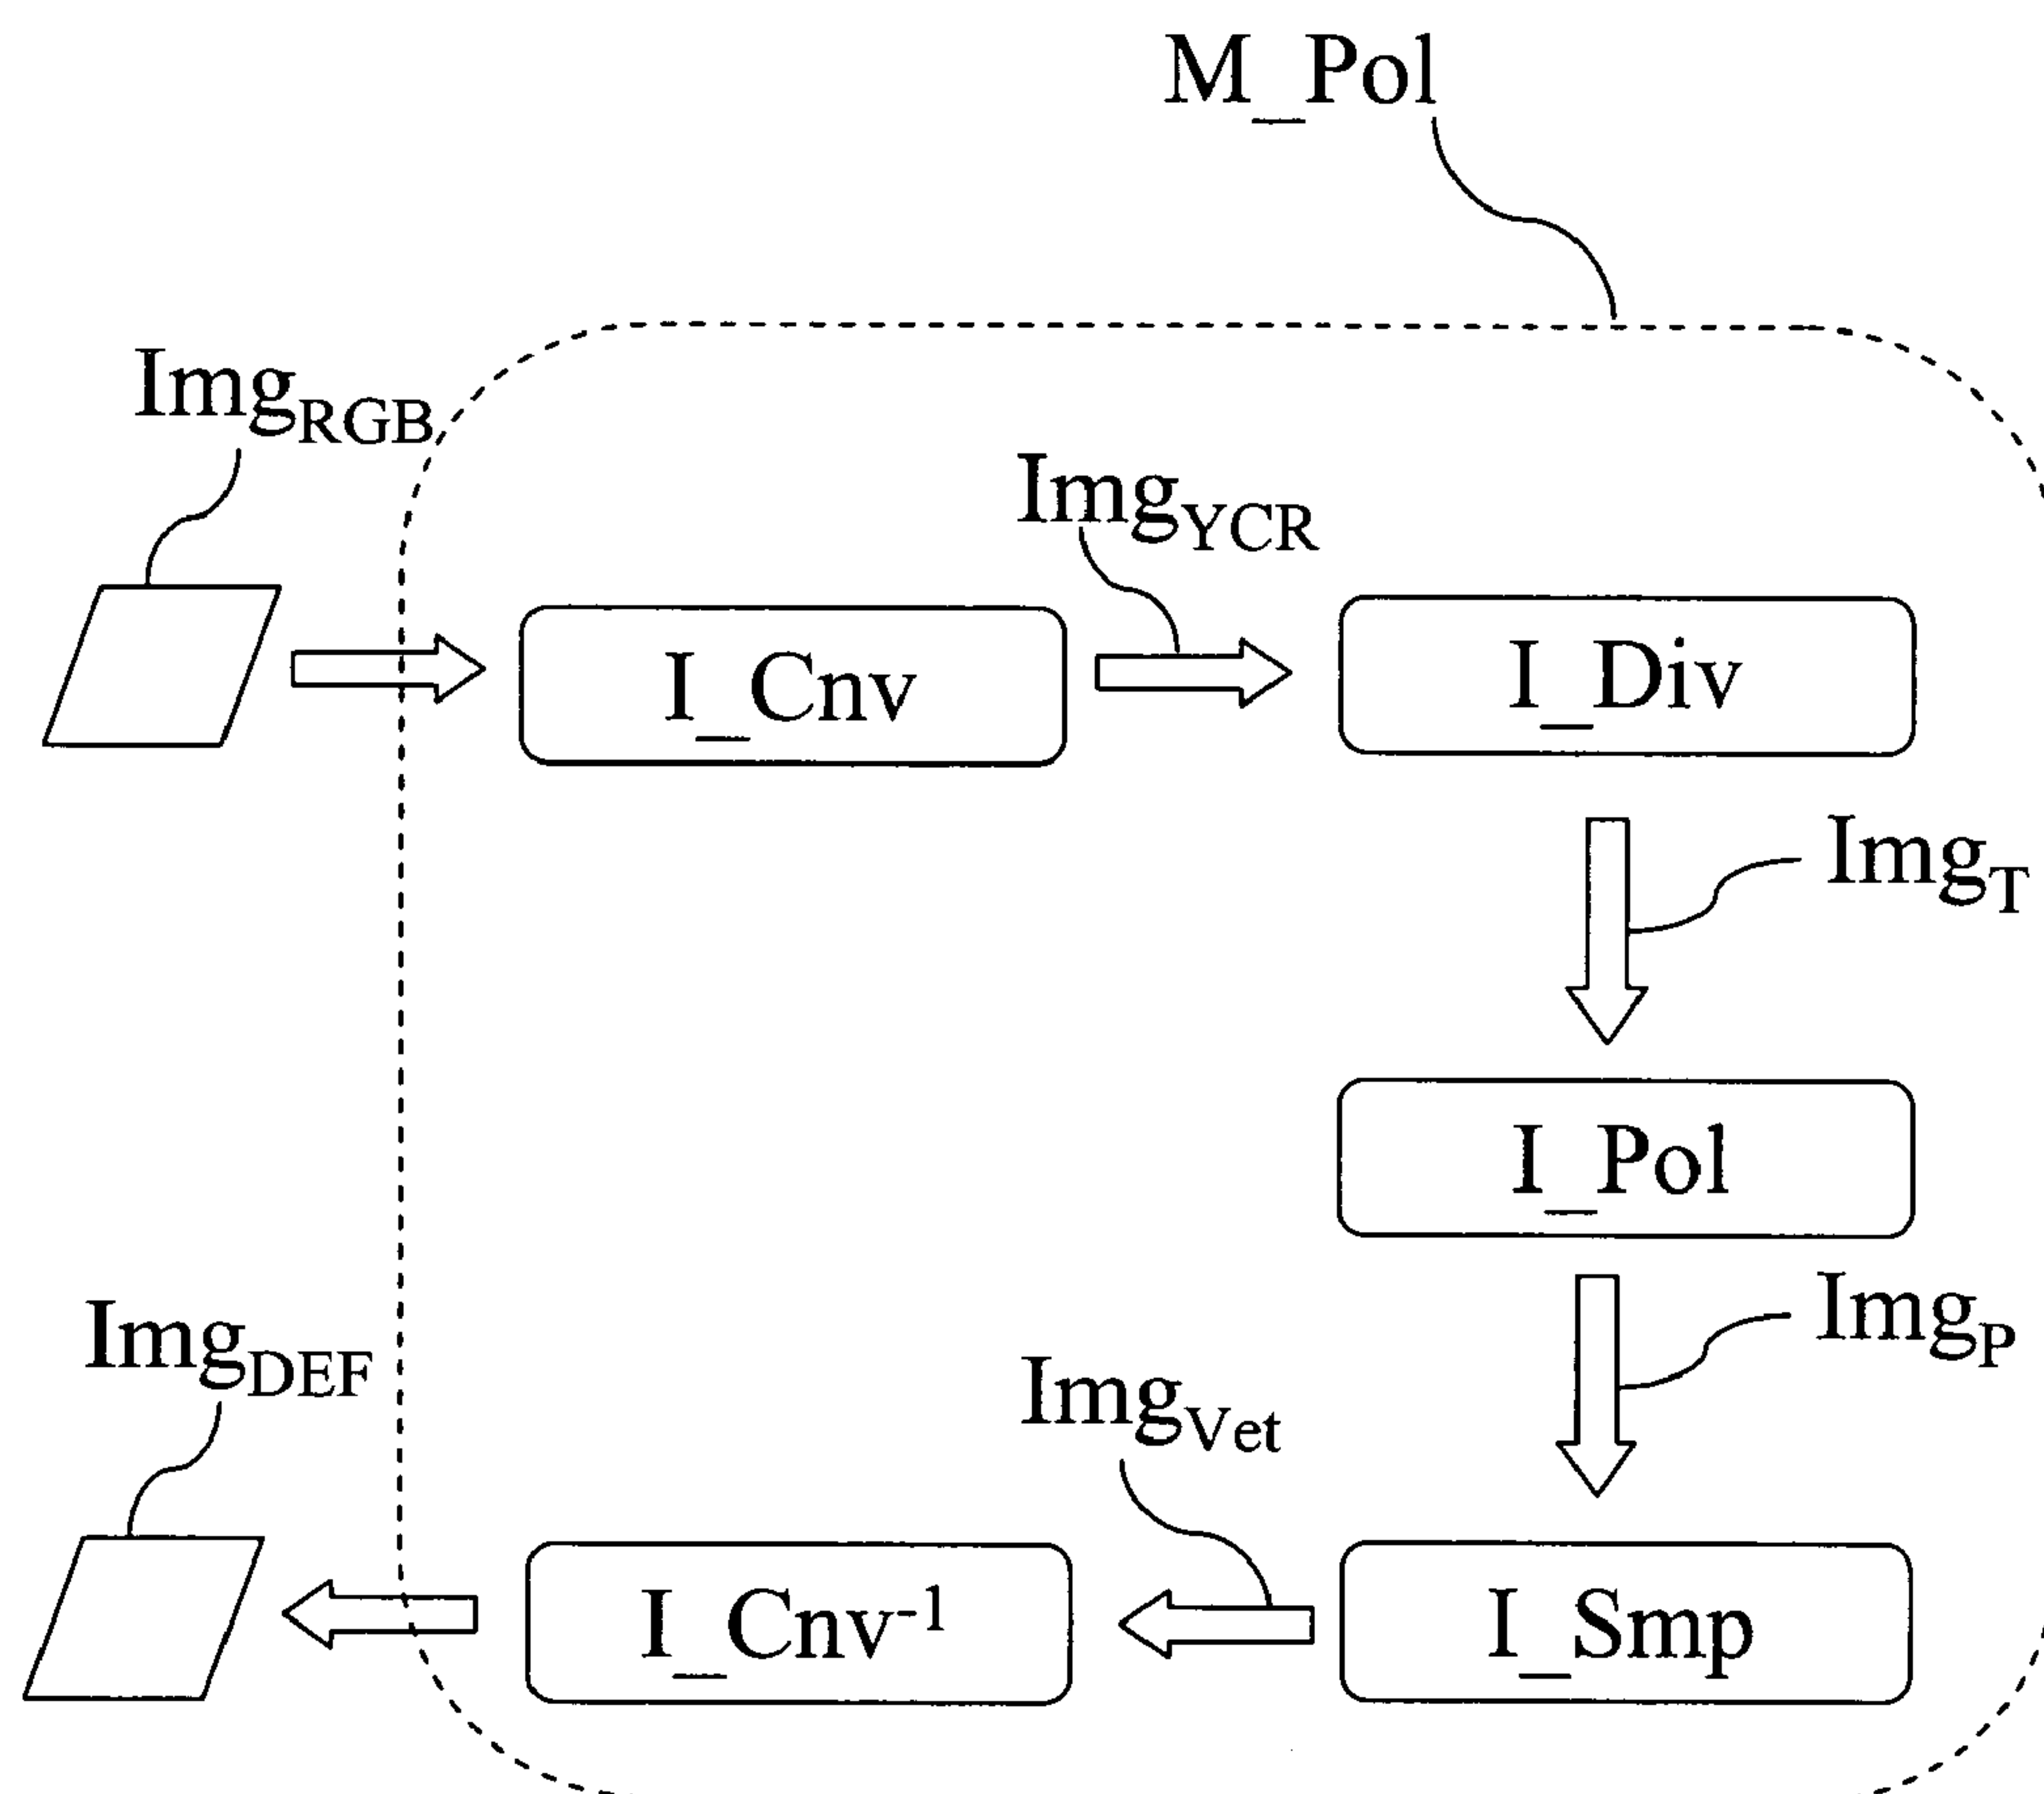 M_Pol
Img_RGB
Img_YCR
I_Cnv
I_Div
Img_T
I_Pol
Img_P
Img_DEF
Img_Vet
I_Cnv⁻¹
I_Smp